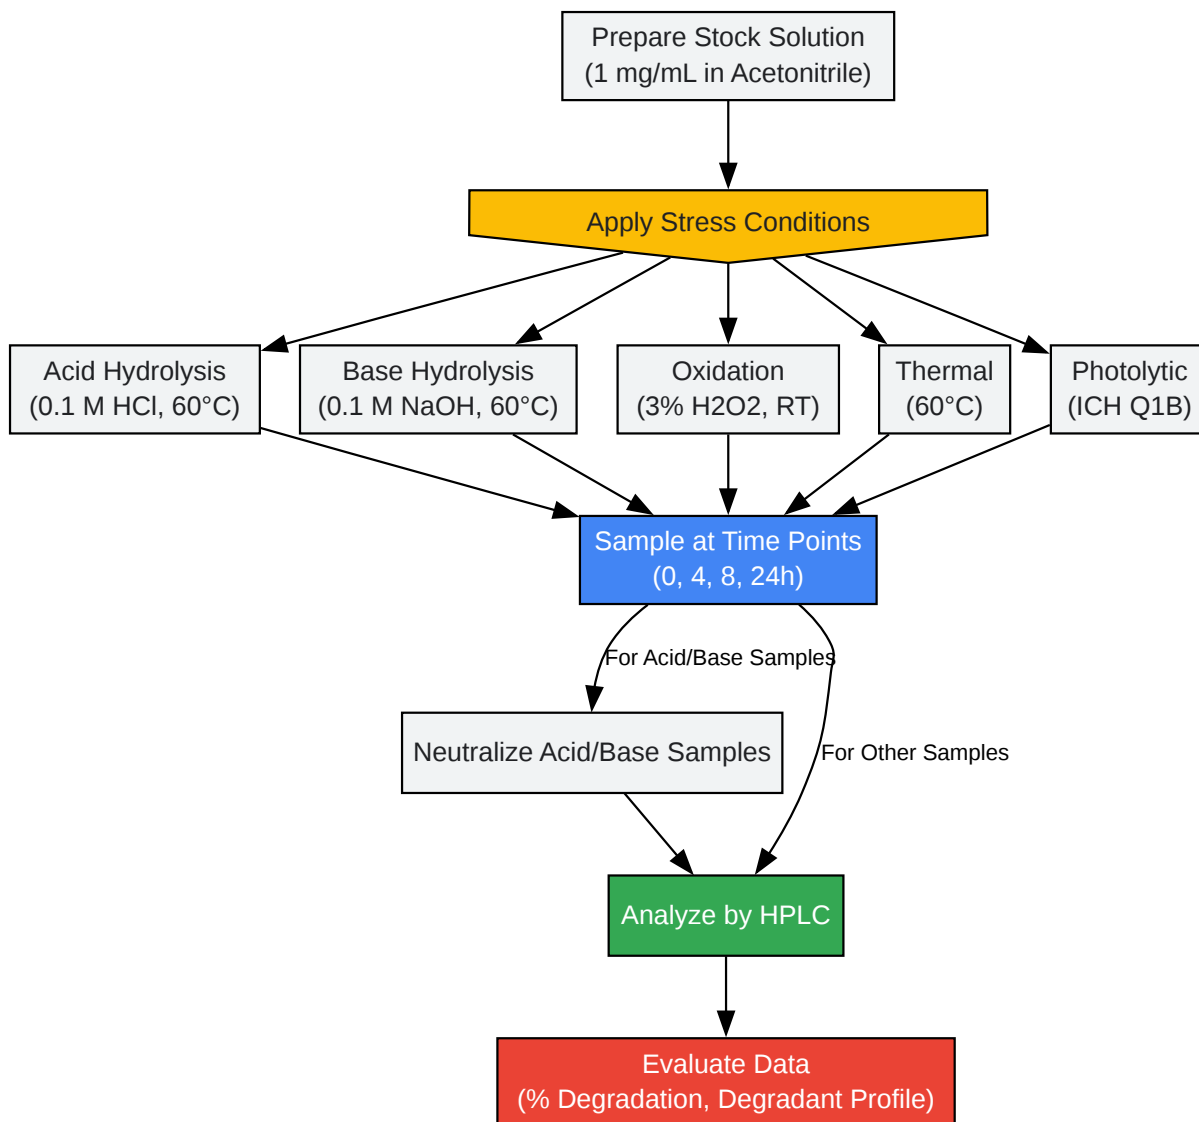 Prepare Stock Solution
(1 mg/mL in Acetonitrile)
Apply Stress Conditions
Acid Hydrolysis
(0.1 M HCl, 60°C)
Base Hydrolysis
(0.1 M NaOH, 60°C)
Oxidation
(3% H2O2, RT)
Thermal
(60°C)
Photolytic
(ICH Q1B)
Sample at Time Points
(0, 4, 8, 24h)
For Acid/Base Samples
Neutralize Acid/Base Samples
For Other Samples
Analyze by HPLC
Evaluate Data
(% Degradation, Degradant Profile)